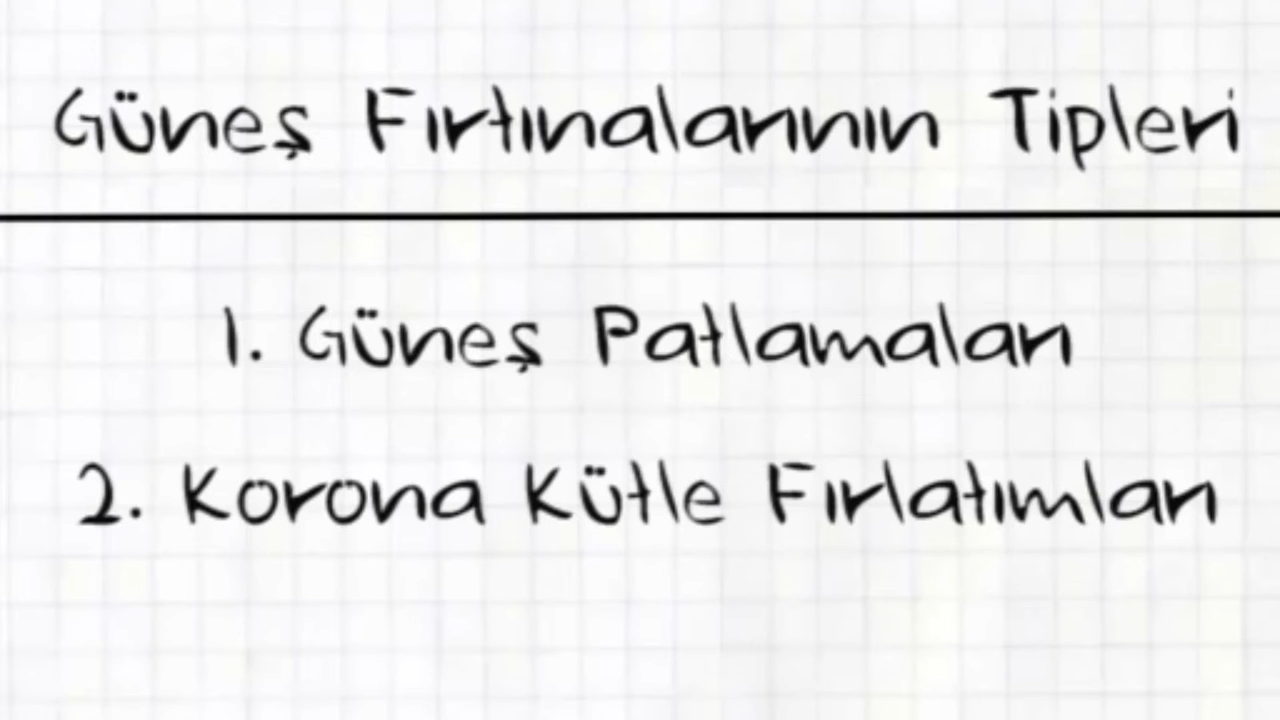 Güneş Fırtınalarının Tipleri
1. Güneş Patlamaları
2. Korona Kütle Fırlatımları